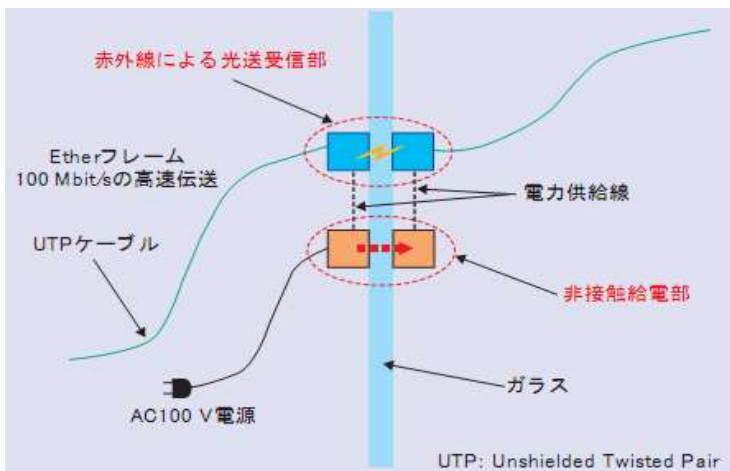 赤外線による光送受信部
Etherフレーム
100 Mbit/sの高速伝送
電力供給線
UTPケーブル
非接触給電部
ガラス
AC100 V電源
UTP: Unshielded Twisted Pair